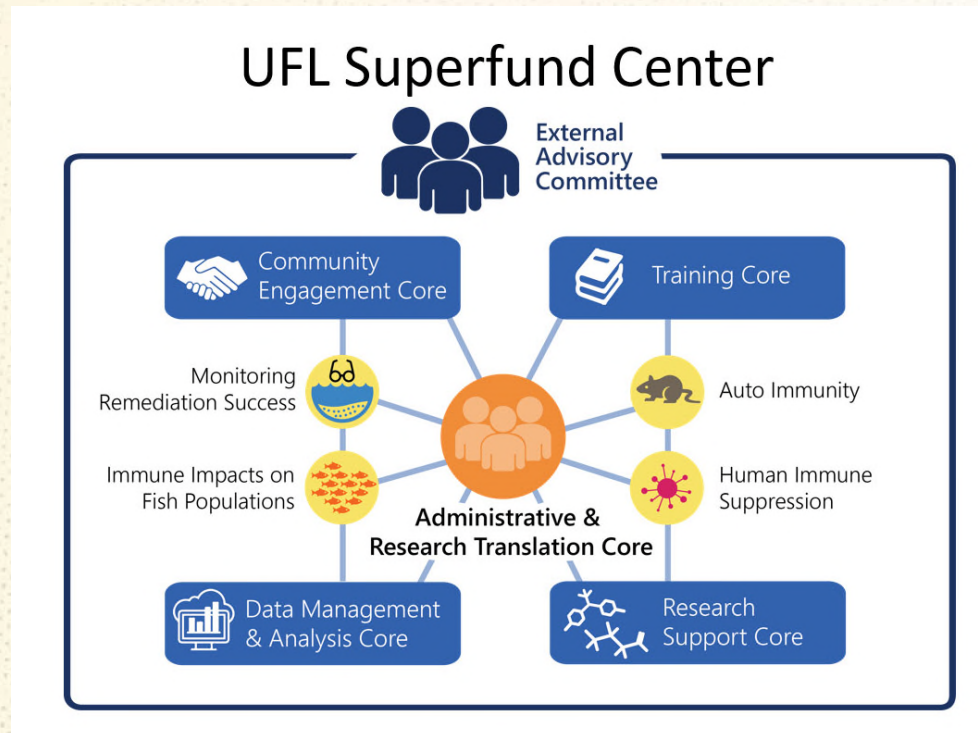 UFL Superfund Center
External
Advisory
Committee
Community
Engagement Core
Training Core
Monitoring
Remediation Success
Auto Immunity
Immune Impacts on
Fish Populations
Human Immune
Suppression
Administrative &
Research Translation Core
Data Management
& Analysis Core
Research
Support Core